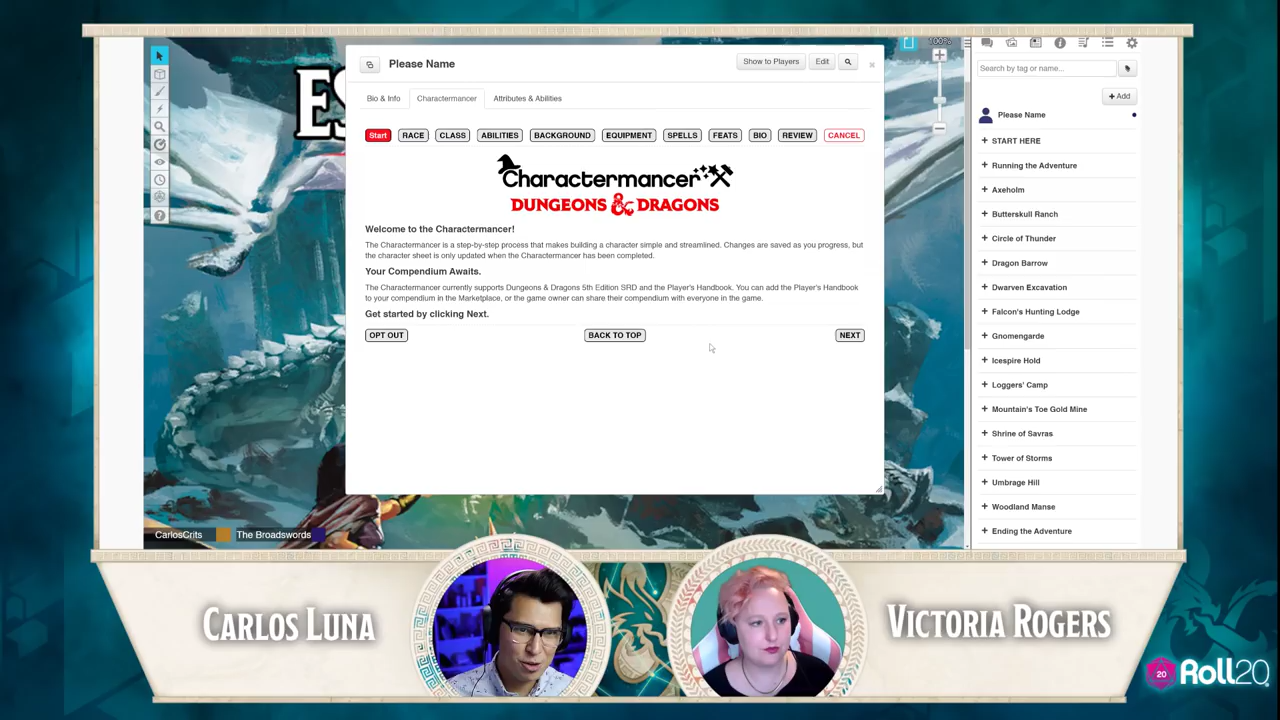 ES
100%
Please Name
Show to Players
Edit
Bio & Info
Charactermancer
Attributes & Abilities
Start
RACE
CLASS
ABILITIES
BACKGROUND
EQUIPMENT
SPELLS
FEATS
BIO
REVIEW
CANCEL
Charactermancer
DUNGEONS & DRAGONS
Welcome to the Charactermancer!
The Charactermancer is a step-by-step process that makes building a character simple and streamlined. Changes are saved as you progress, but
the character sheet is only updated when the Charactermancer has been completed.
Your Compendium Awaits.
The Charactermancer currently supports Dungeons & Dragons 5th Edition SRD and the Player's Handbook. You can add the Player's Handbook
to your compendium in the Marketplace, or the game owner can share their compendium with everyone in the game.
Get started by clicking Next.
OPT OUT
BACK TO TOP
NEXT
Search by tag or name...
+ Add
Please Name
+ START HERE
+ Running the Adventure
+ Axeholm
+ Butterskull Ranch
+ Circle of Thunder
+ Dragon Barrow
+ Dwarven Excavation
+ Falcon's Hunting Lodge
+ Gnomengarde
+ Icespire Hold
+ Loggers' Camp
+ Mountain's Toe Gold Mine
+ Shrine of Savras
+ Tower of Storms
+ Umbrage Hill
+ Woodland Manse
+ Ending the Adventure
CarlosCrits
The Broadswords
CARLOS LUNA
VICTORIA ROGERS
20
Roll20